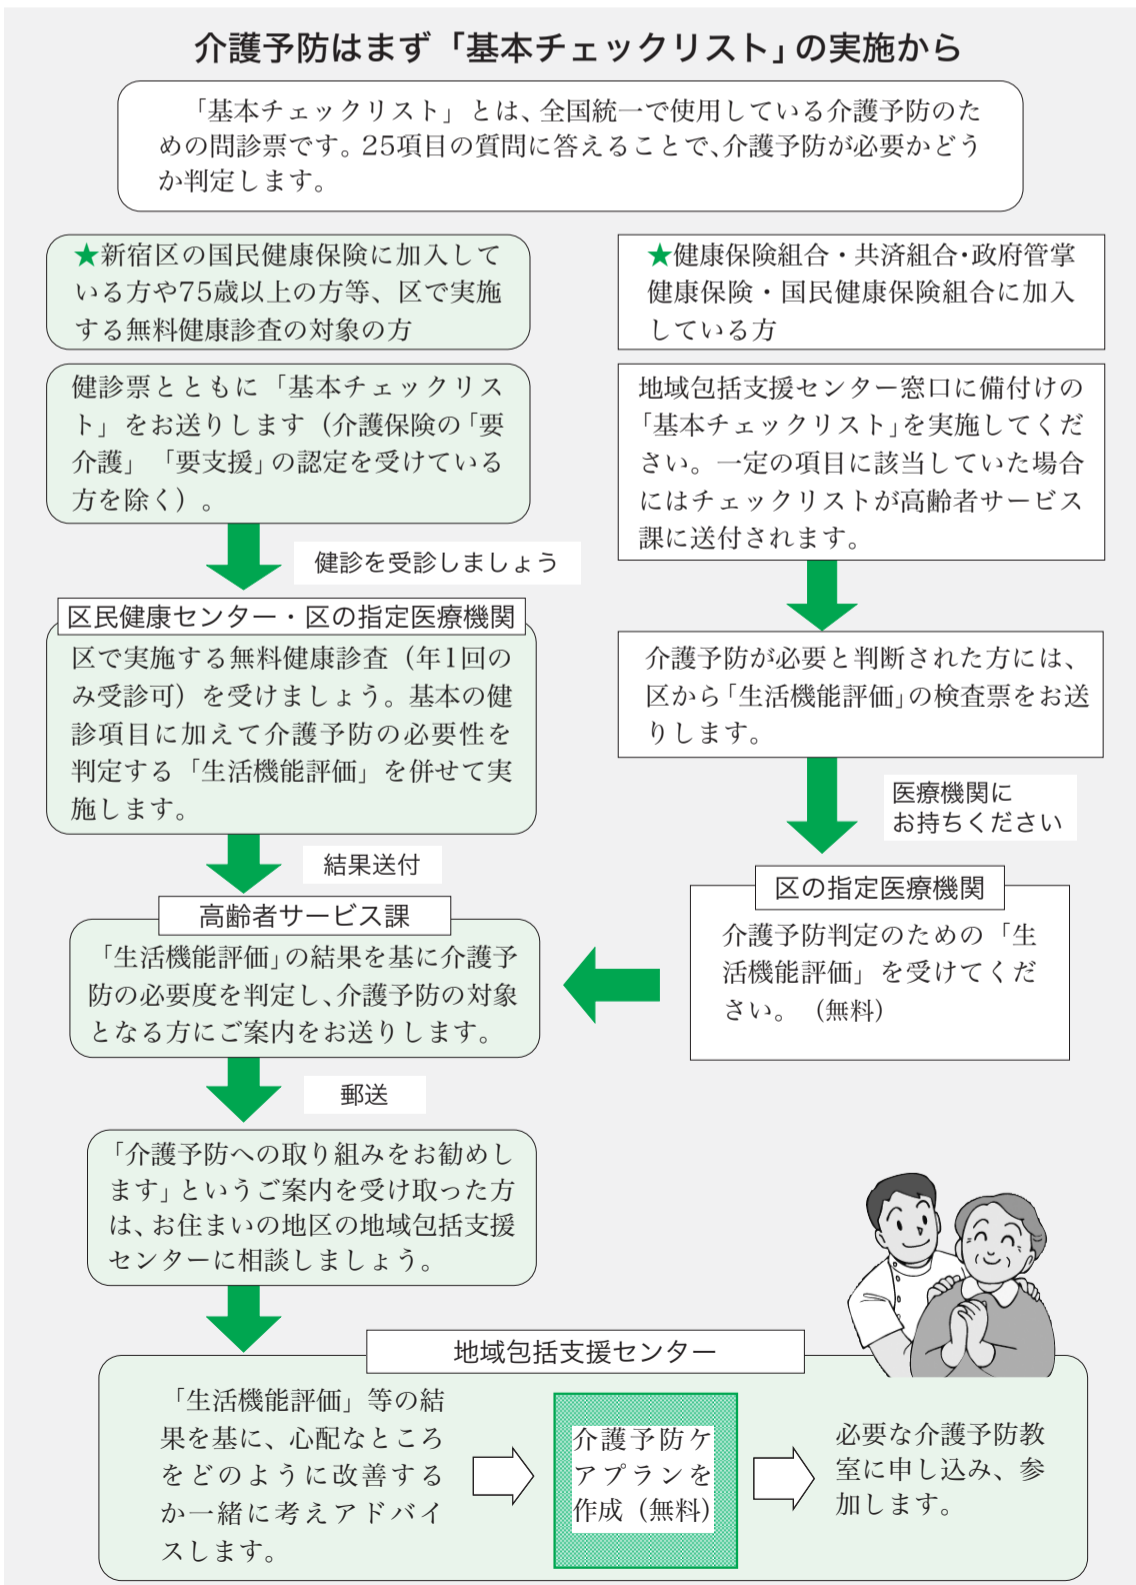 介護予防はまず「基本チェックリスト」の実施から
「基本チェックリスト」とは、全国統一で使用している介護予防のた
めの問診票です。25項目の質問に答えることで、介護予防が必要かどう
か判定します。
★新宿区の国民健康保険に加入して
いる方や75歳以上の方等、区で実施
する無料健康診査の対象の方
健診票とともに「基本チェックリス
ト」をお送りします（介護保険の「要
介護」「要支援」の認定を受けている
方を除く）。
健診を受診しましょう
区民健康センター・区の指定医療機関
区で実施する無料健康診査（年1回の
み受診可）を受けましょう。基本の健
診項目に加えて介護予防の必要性を
判定する「生活機能評価」を併せて実
施します。
結果送付
★健康保険組合・共済組合・政府管掌
健康保険・国民健康保険組合に加入
している方
地域包括支援センター窓口に備付けの
「基本チェックリスト」を実施してくだ
さい。一定の項目に該当していた場合
にはチェックリストが高齢者サービス
課に送付されます。
介護予防が必要と判断された方には、
区から「生活機能評価」の検査票をお送
りします。
医療機関に
お持ちください
区の指定医療機関
介護予防判定のための「生
活機能評価」を受けてくだ
さい。（無料）
高齢者サービス課
「生活機能評価」の結果を基に介護予
防の必要度を判定し、介護予防の対象
となる方にご案内をお送りします。
郵送
「介護予防への取り組みをお勧めし
ます」というご案内を受け取った方
は、お住まいの地区の地域包括支援
センターに相談しましょう。
地域包括支援センター
「生活機能評価」等の結
果を基に、心配なところ
をどのように改善する
か一緒に考えアドバイ
スします。
介護予防ケ
アプランを
作成（無料）
必要な介護予防教
室に申し込み、参
加します。